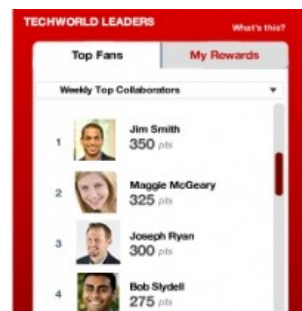 TECHWORLD LEADERS
What's this?
Top Fans
My Rewards
Weekly Top Collaborators
1
Jim Smith
350 pts
2
Maggie McGeary
325 pts
3
Joseph Ryan
300 pts
4
Bob Slydell
275 pts